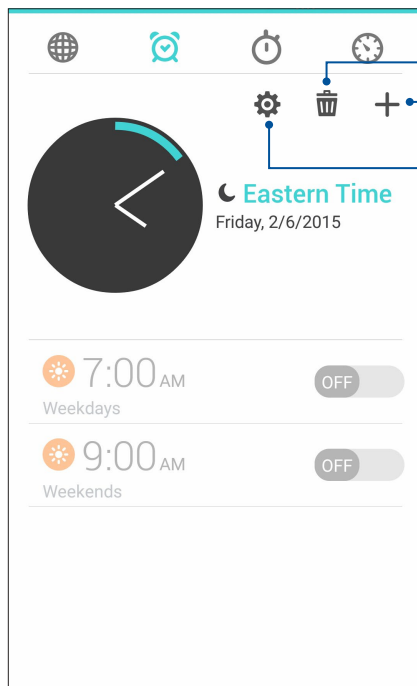 Eastern Time
Friday, 2/6/2015
7:00 AM
OFF
Weekdays
9:00 AM
OFF
Weekends